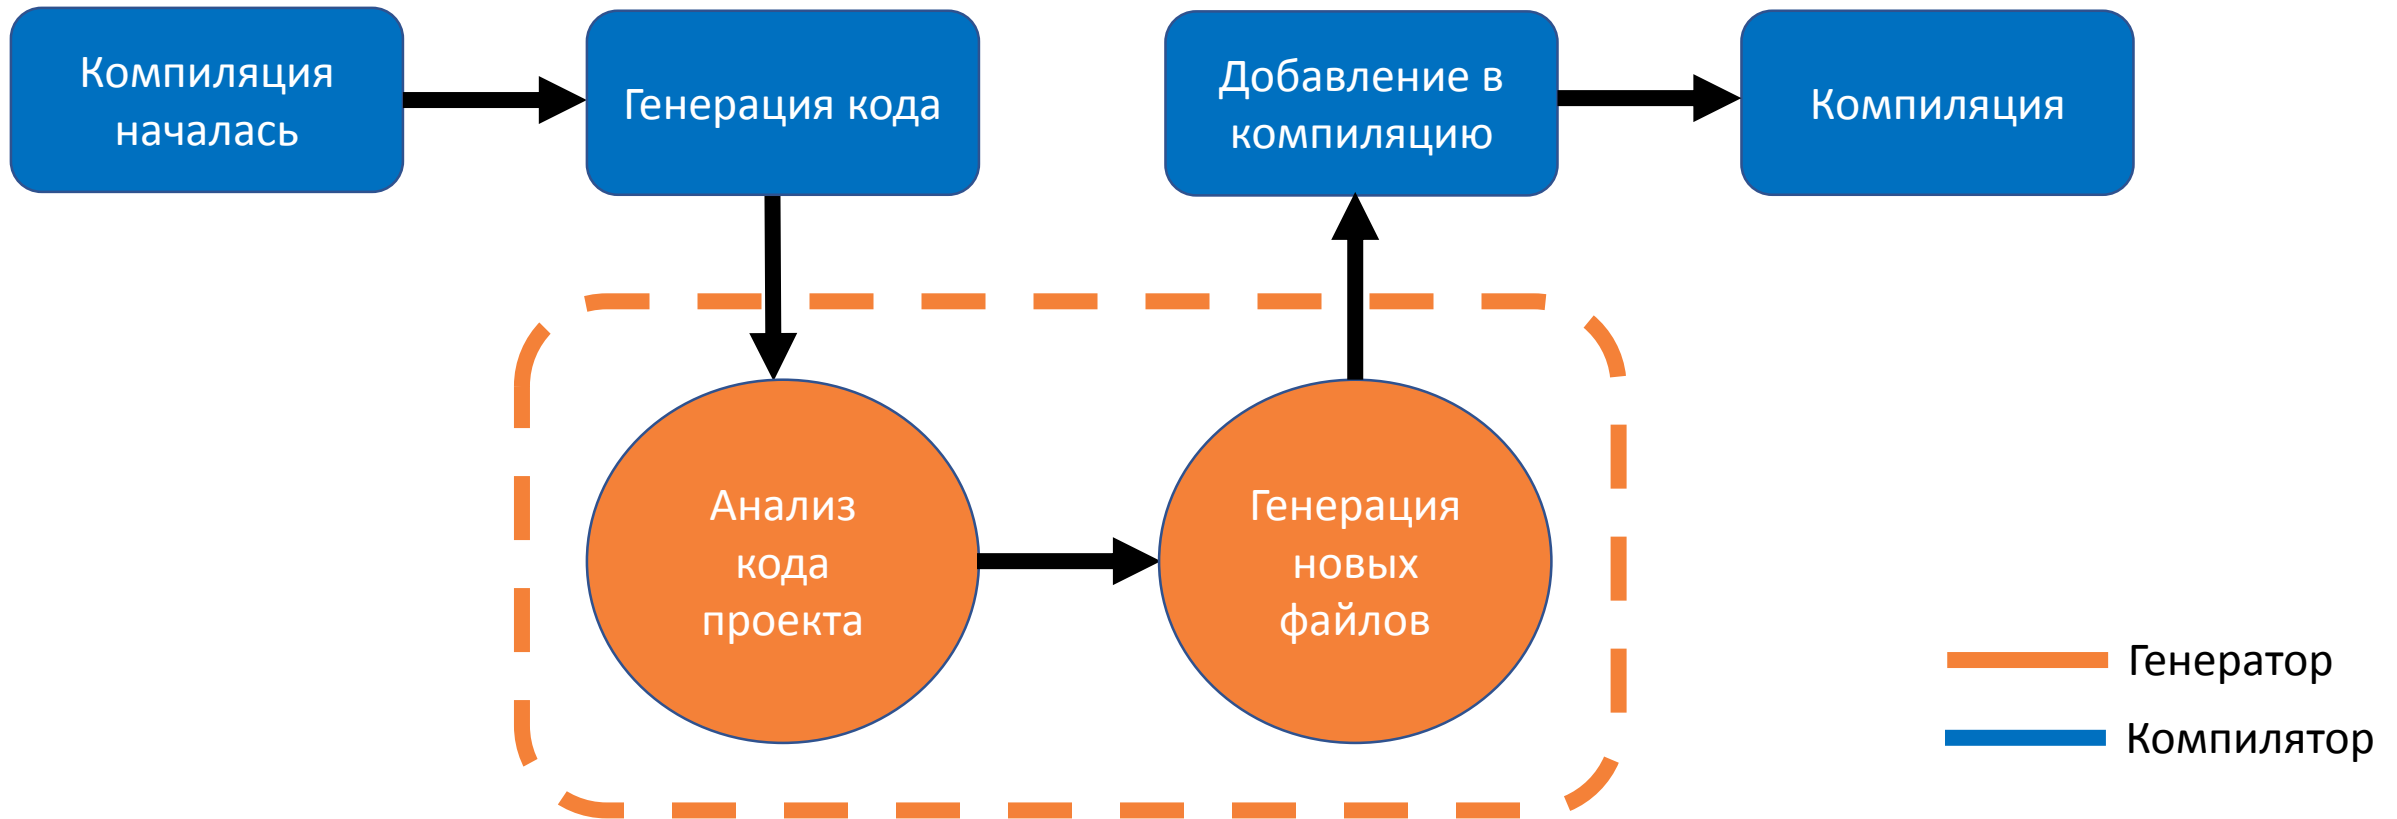 Компиляция
началась
Генерация кода
Добавление в
компиляцию
Компиляция
Анализ
кода
проекта
Генерация
новых
файлов
Генератор
Компилятор